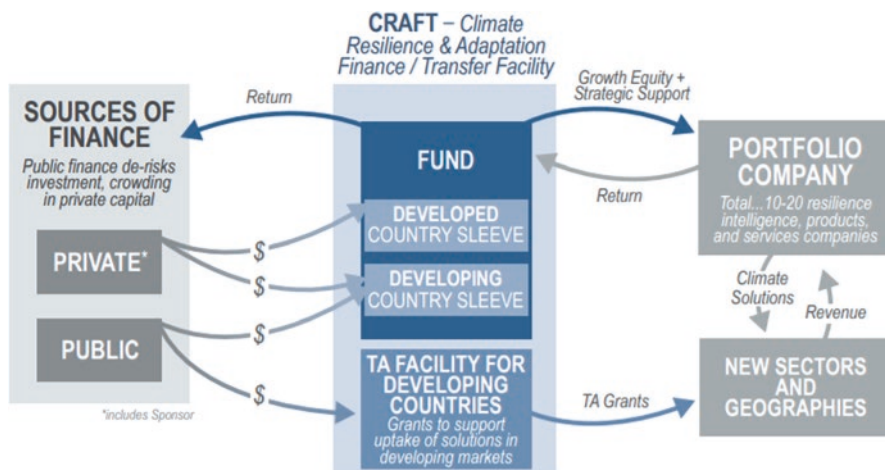 CRAFT – Climate
Resilience & Adaptation
Finance / Transfer Facility
SOURCES OF
FINANCE
Public finance de-risks
investment, crowding
in private capital
PRIVATE*
PUBLIC
*includes Sponsor
Return
$
$
$
$
FUND
DEVELOPED
COUNTRY SLEEVE
DEVELOPING
COUNTRY SLEEVE
TA FACILITY FOR
DEVELOPING
COUNTRIES
Grants to support
uptake of solutions in
developing markets
Growth Equity +
Strategic Support
Return
TA Grants
PORTFOLIO
COMPANY
Total...10-20 resilience
intelligence, products,
and services companies
Climate
Solutions
Revenue
NEW SECTORS
AND
GEOGRAPHIES